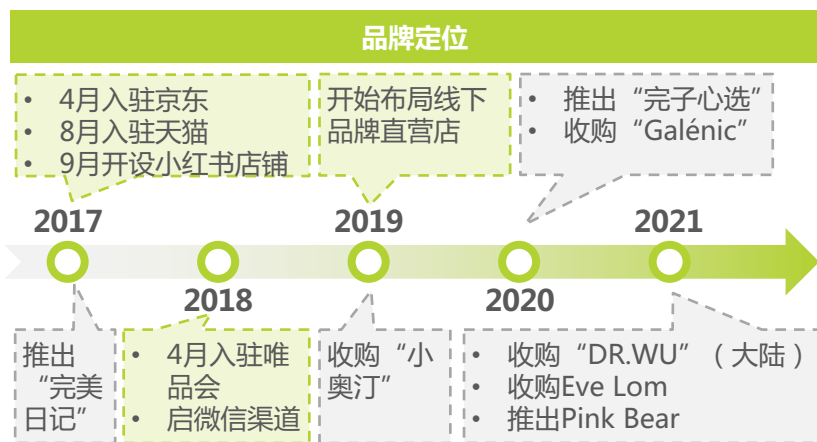 品牌定位
• 4月入驻京东
• 8月入驻天猫
• 9月开设小红书店铺
开始布局线下
品牌直营店
• 推出“完子心选”
• 收购“Galénic”
2017
2019
2021
2018
2020
推出
“完美
日记”
• 4月入驻唯
品会
• 启微信渠道
收购“小
奥汀”
• 收购“DR.WU”（大陆）
• 收购Eve Lom
• 推出Pink Bear